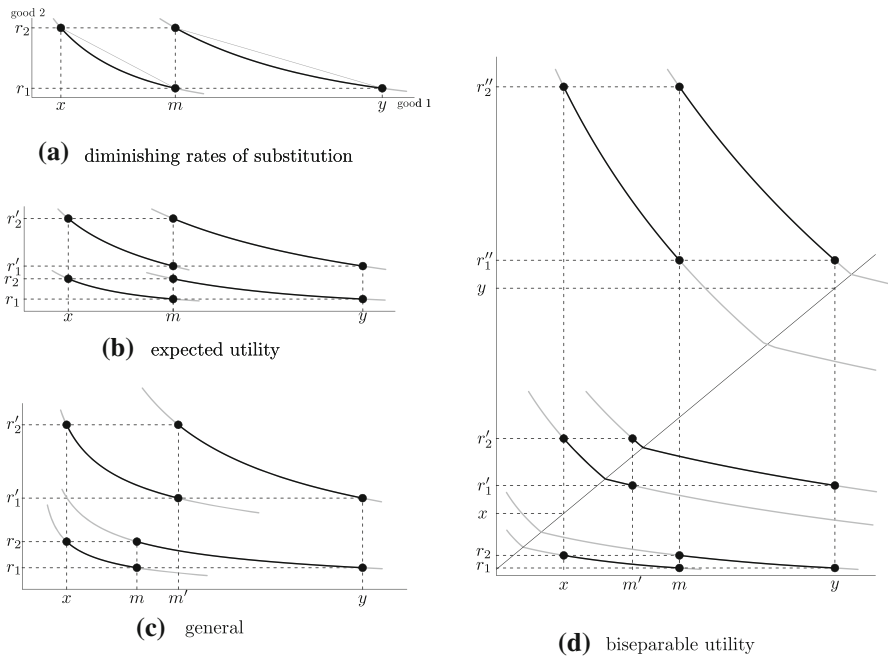 good 2
r₂
r₁
x m y good 1
(a) diminishing rates of substitution
r′₂
r′₁
r₂
r₁
x m y
(b) expected utility
r′₂
r′₁
r₂
r₁
x m m′ y
(c) general
r″₂
r″₁
y
r′₂
r′₁
x
r₂
r₁
x m′ m y
(d) biseparable utility